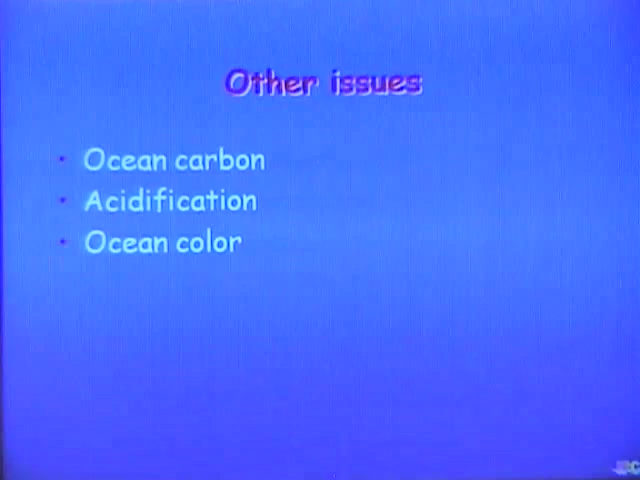 Other issues
• Ocean carbon
• Acidification
• Ocean color